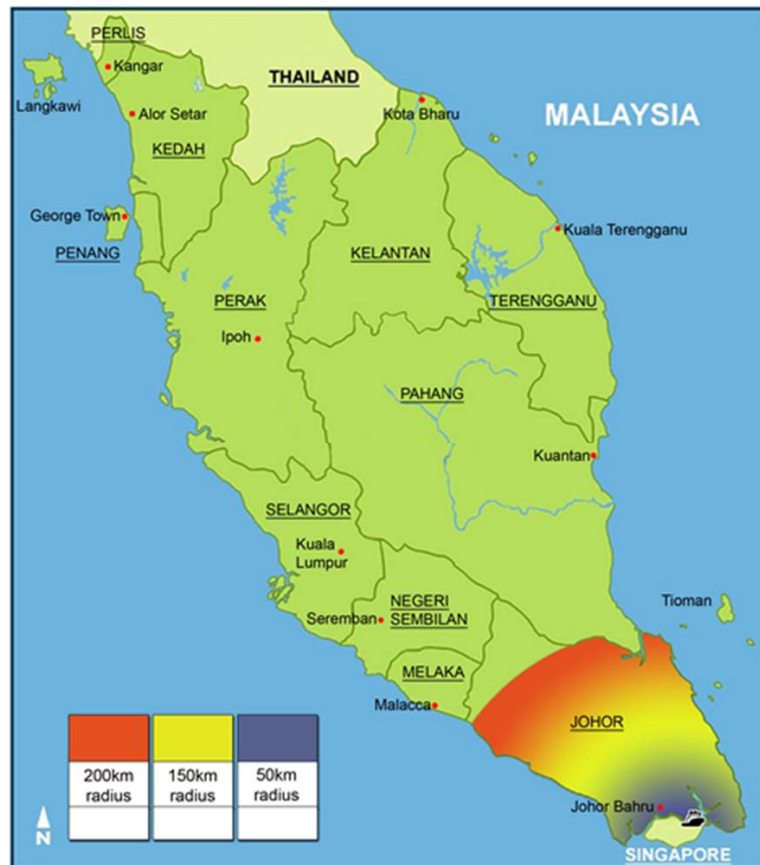 PERLIS
Kangar
THAILAND
Langkawi
Alor Setar
Kota Bharu
MALAYSIA
KEDAH
George Town
Kuala Terengganu
PENANG
KELANTAN
PERAK
TERENGGANU
Ipoh
PAHANG
Kuantan
SELANGOR
Kuala
Lumpur
NEGERI
SEMBILAN
Seremban
Tioman
MELAKA
Malacca
JOHOR
200km
radius
150km
radius
50km
radius
Johor Bahru
N
SINGAPORE